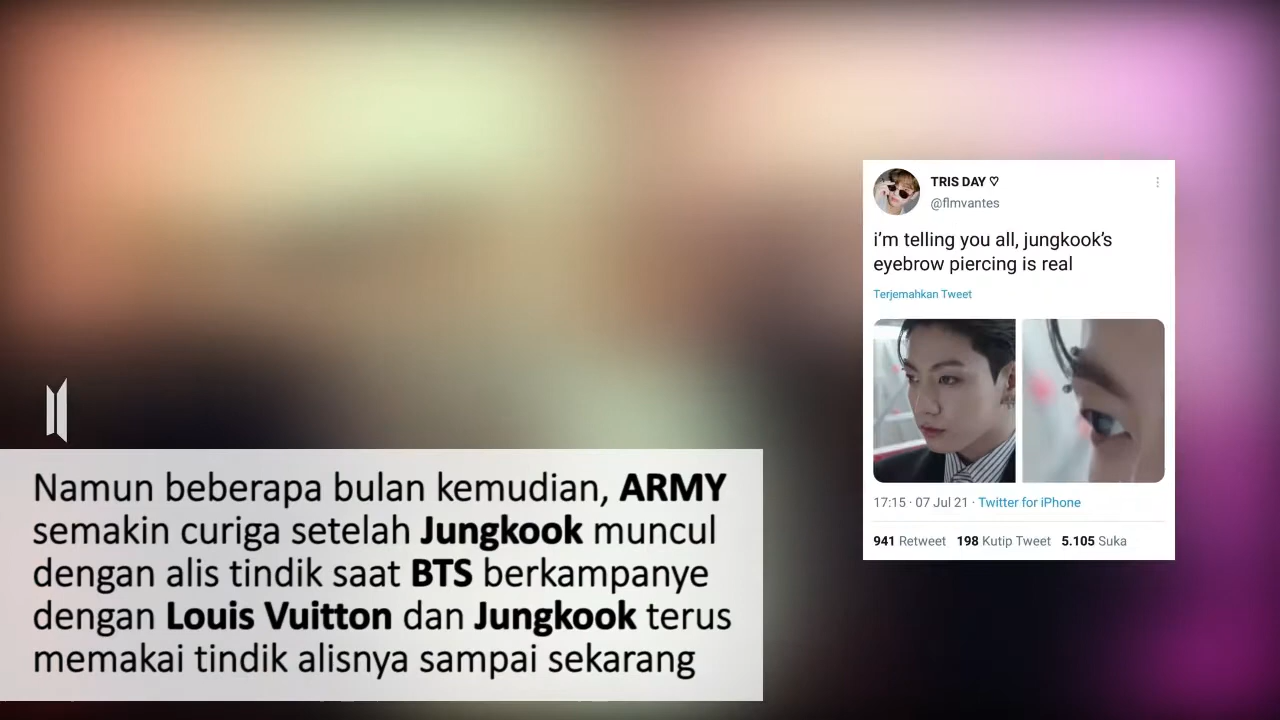 Namun beberapa bulan kemudian, ARMY
semakin curiga setelah Jungkook muncul
dengan alis tindik saat BTS berkampanye
dengan Louis Vuitton dan Jungkook terus
memakai tindik alisnya sampai sekarang
TRIS DAY ♡
@flmvantes
i'm telling you all, jungkook's
eyebrow piercing is real
Terjemahkan Tweet
17:15 · 07 Jul 21 · Twitter for iPhone
941 Retweet 198 Kutip Tweet 5.105 Suka